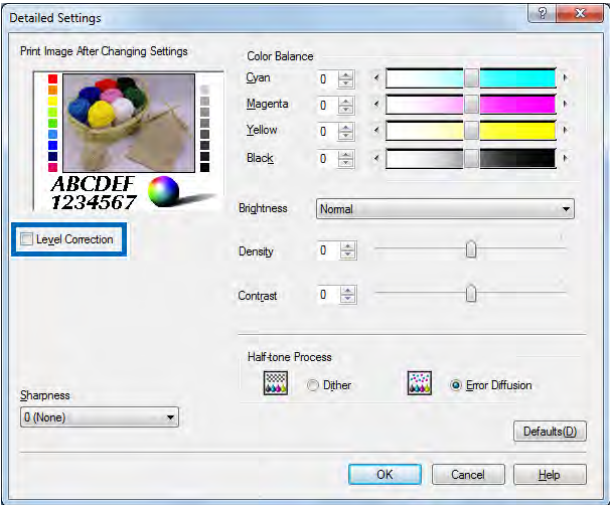 Detailed Settings
Print Image After Changing Settings
ABCDEF
1234567
Level Correction
Sharpness
0 (None)
Color Balance
Cyan 0
Magenta 0
Yellow 0
Black 0
Brightness Normal
Density 0
Contrast 0
Half-tone Process
Dither Error Diffusion
Defaults(D)
OK Cancel Help